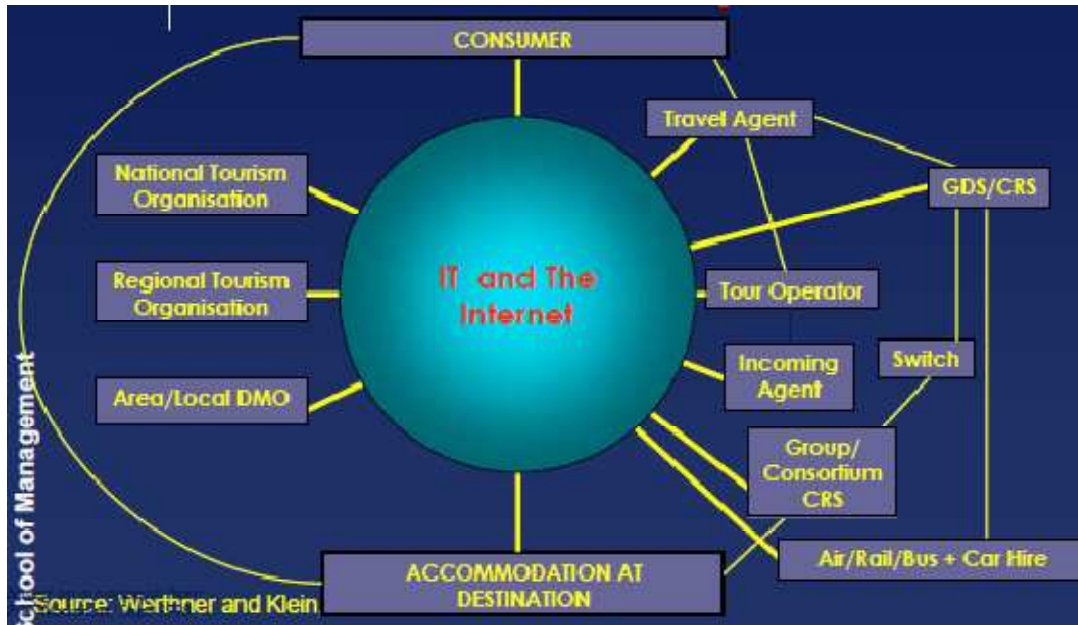 CONSUMER
Travel Agent
National Tourism
Organisation
GDS/CRS
IT and The
Internet
Regional Tourism
Organisation
Tour Operator
Incoming
Agent
Switch
Area/Local DMO
Group/
Consortium
CRS
Air/Rail/Bus + Car Hire
ACCOMMODATION AT
DESTINATION
School of Management
Source: Werthner and Klein